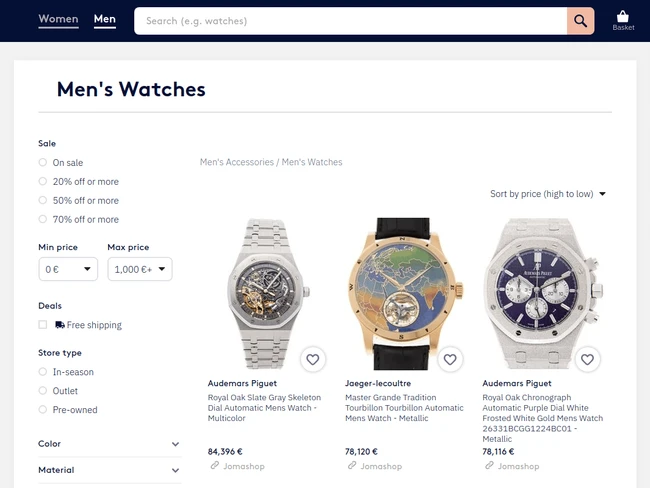 Women
Men
Search (e.g. watches)
Basket
Men's Watches
Sale
On sale
20% off or more
50% off or more
70% off or more
Min price
Max price
0 €
1,000 €+
Deals
Free shipping
Store type
In-season
Outlet
Pre-owned
Color
Material
Men's Accessories / Men's Watches
Sort by price (high to low)
Audemars Piguet
Royal Oak Slate Gray Skeleton
Dial Automatic Mens Watch -
Multicolor
84,396 €
Jomashop
Jaeger-lecoultre
Master Grande Tradition
Tourbillon Tourbillon Automatic
Mens Watch - Metallic
78,120 €
Jomashop
AUDEMARS PIGUET
Audemars Piguet
Royal Oak Chronograph
Automatic Purple Dial White
Frosted White Gold Mens Watch
26331BCGG1224BC01 -
Metallic
78,116 €
Jomashop